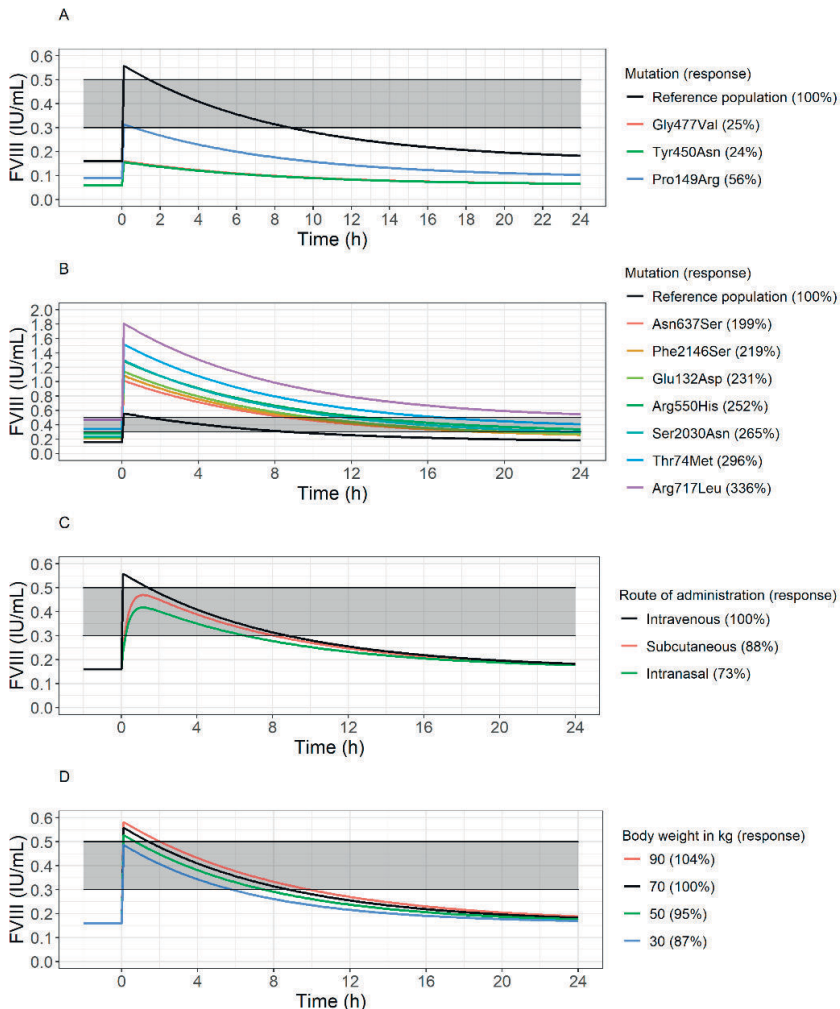 A
FVIII (IU/mL)
0.6
0.5
0.4
0.3
0.2
0.1
0.0
0 2 4 6 8 10 12 14 16 18 20 22 24
Time (h)
Mutation (response)
Reference population (100%)
Gly477Val (25%)
Tyr450Asn (24%)
Pro149Arg (56%)
B
FVIII (IU/mL)
2.0
1.8
1.6
1.4
1.2
1.0
0.8
0.6
0.4
0.2
0.0
0 4 8 12 16 20 24
Time (h)
Mutation (response)
Reference population (100%)
Asn637Ser (199%)
Phe2146Ser (219%)
Glu132Asp (231%)
Arg550His (252%)
Ser2030Asn (265%)
Thr74Met (296%)
Arg717Leu (336%)
C
FVIII (IU/mL)
0.6
0.5
0.4
0.3
0.2
0.1
0.0
0 4 8 12 16 20 24
Time (h)
Route of administration (response)
Intravenous (100%)
Subcutaneous (88%)
Intranasal (73%)
D
FVIII (IU/mL)
0.6
0.5
0.4
0.3
0.2
0.1
0.0
0 4 8 12 16 20 24
Time (h)
Body weight in kg (response)
90 (104%)
70 (100%)
50 (95%)
30 (87%)